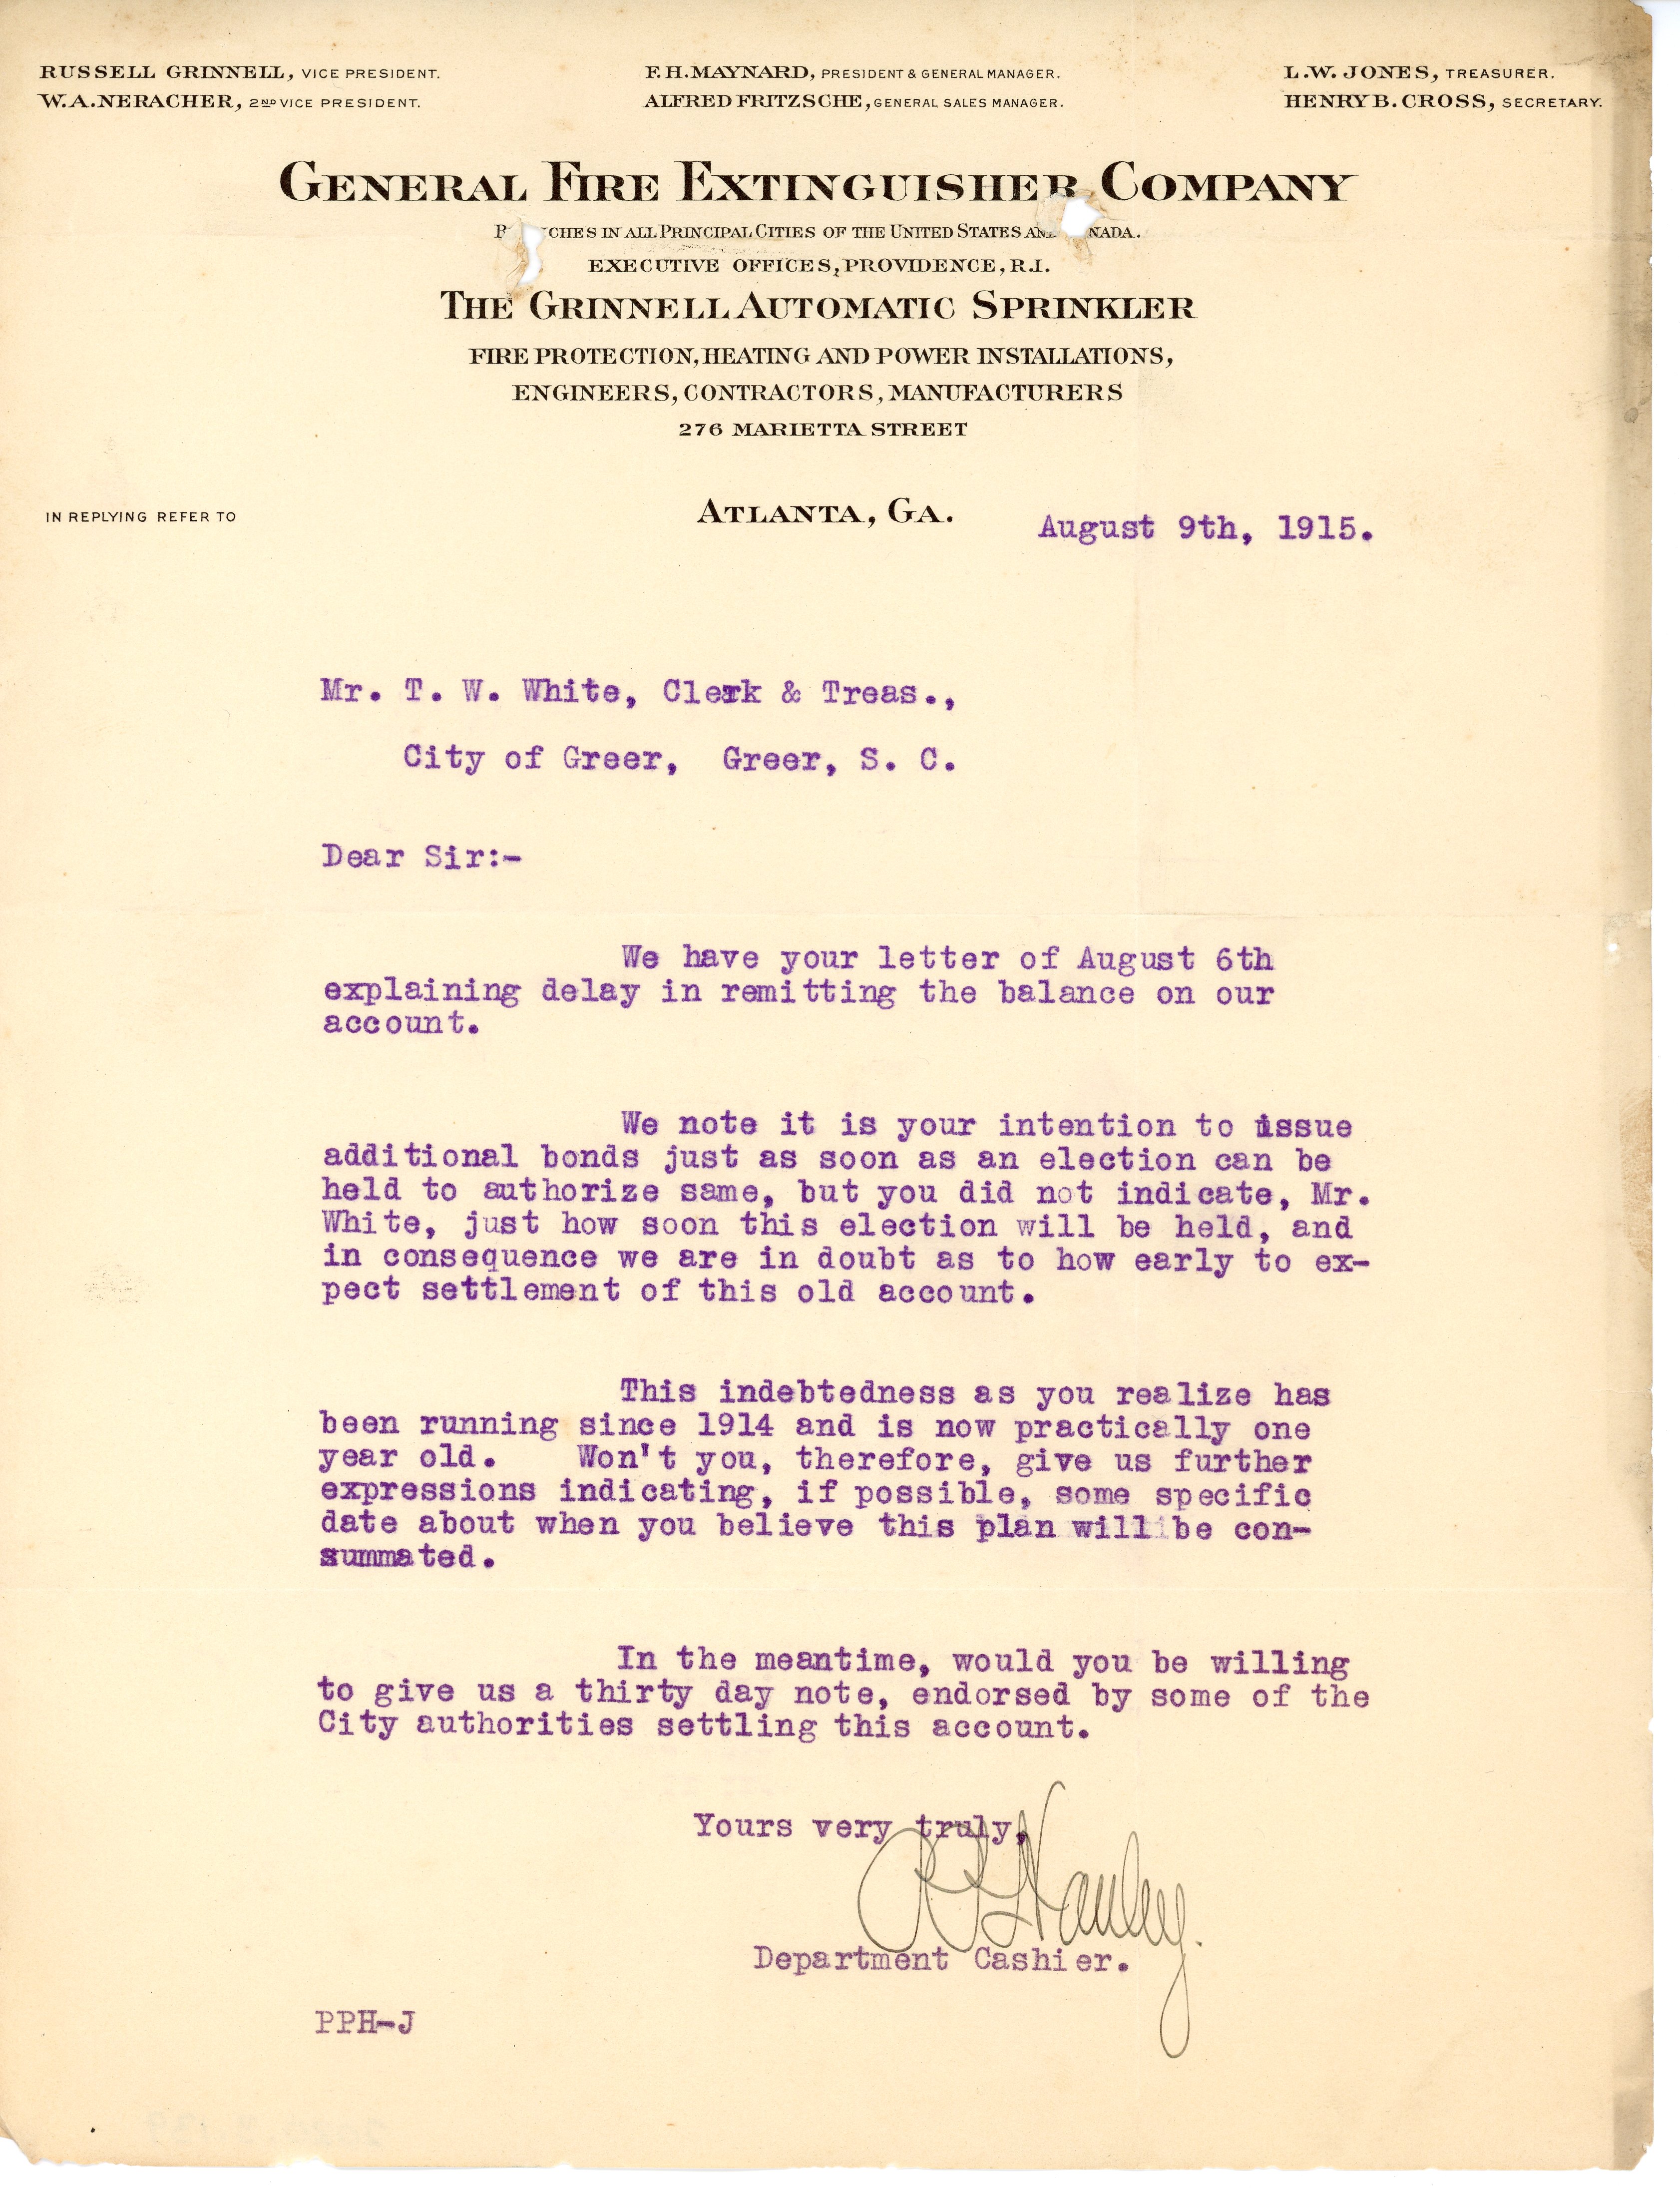 RUSSELL GRINNELL, VICE PRESIDENT.
W.A.NERACHER, 2ND VICE PRESIDENT.
F.H.MAYNARD, PRESIDENT & GENERAL MANAGER.
ALFRED FRITZSCHE, GENERAL SALES MANAGER.
L.W. JONES, TREASURER.
HENRY B. CROSS, SECRETARY.
GENERAL FIRE EXTINGUISHER COMPANY
IN ALL PRINCIPAL CITIES OF THE UNITED STATES
EXECUTIVE OFFICES, PROVIDENCE, R.I.
THE GRINNELL AUTOMATIC SPRINKLER
FIRE PROTECTION, HEATING AND POWER INSTALLATIONS,
ENGINEERS, CONTRACTORS, MANUFACTURERS
276 MARIETTA STREET
IN REPLYING REFER TO
ATLANTA, GA. August 9th, 1915.
Mr. T. W. White, Clerk & Treas.,
City of Greer, Greer, S. C.
Dear Sir:-
We have your letter of August 6th
explaining delay in remitting the balance on our
account.
We note it is your intention to issue
additional bonds just as soon as an election can be
held to authorize same, but you did not indicate, Mr.
White, just how soon this election will be held, and
in consequence we are in doubt as to how early to ex-
pect settlement of this old account.
This indebtedness as you realize has
been running since 1914 and is now practically one
year old. Won't you, therefore, give us further
expressions indicating, if possible, some specific
date about when you believe this plan will be con-
summated.
In the meantime, would you be willing
to give us a thirty day note, endorsed by some of the
City authorities settling this account.
Yours very truly,
Department Cashier.
PPH-J